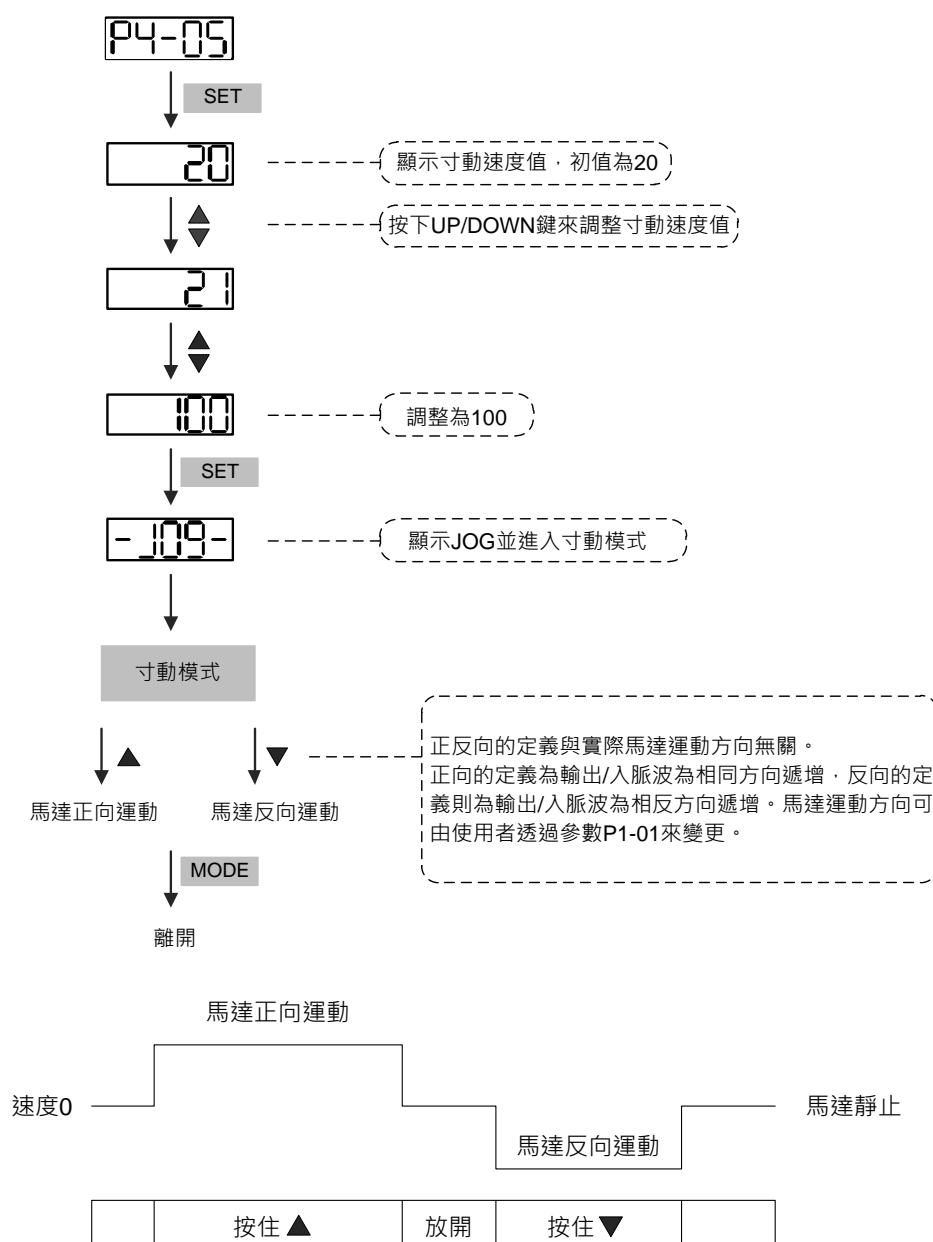 P4-05
SET
20
顯示寸動速度值，初值為20
按下UP/DOWN鍵來調整寸動速度值
21
100
調整為100
SET
-JOG-
顯示JOG並進入寸動模式
寸動模式
正反向的定義與實際馬達運動方向無關。
正向的定義為輸出/入脈波為相同方向遞增，反向的定
義則為輸出/入脈波為相反方向遞增。馬達運動方向可
由使用者透過參數P1-01來變更。
馬達正向運動
馬達反向運動
MODE
離開
馬達正向運動
速度0
馬達靜止
馬達反向運動
按住▲
放開
按住▼